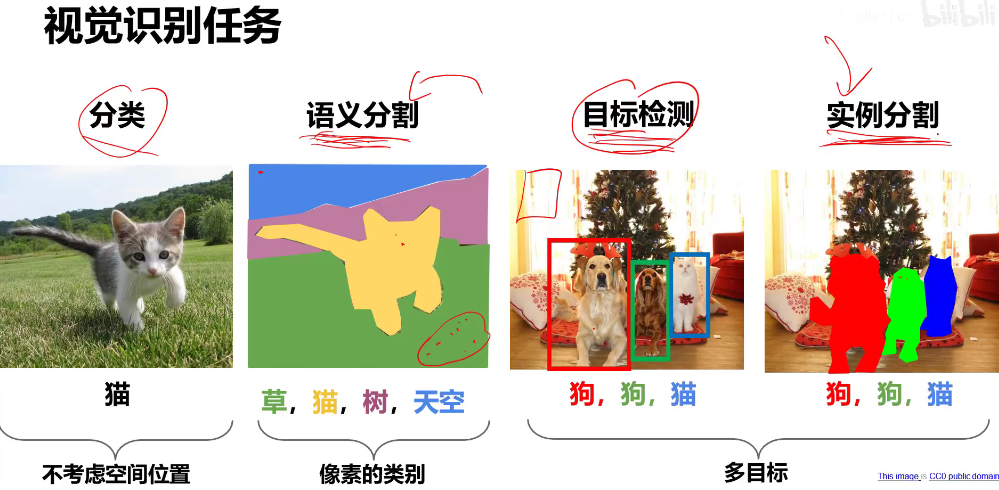 视觉识别任务
bilibili
分类
语义分割
目标检测
实例分割
猫
草，猫，树，天空
狗，狗，猫
狗，狗，猫
不考虑空间位置
像素的类别
多目标
This image is CC0 public domain